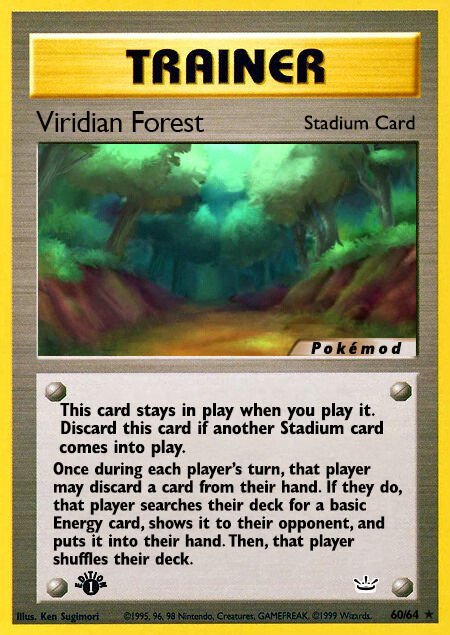 TRAINER
Viridian Forest
Stadium Card
Pokémod
This card stays in play when you play it.
Discard this card if another Stadium card
comes into play.
Once during each player's turn, that player
may discard a card from their hand. If they do,
that player searches their deck for a basic
Energy card, shows it to their opponent, and
puts it into their hand. Then, that player
shuffles their deck.
EDITION
1
Illus. Ken Sugimori
©1995, 96, 98 Nintendo, Creatures, GAMEFREAK. ©1999 Wizards.
60/64 ★